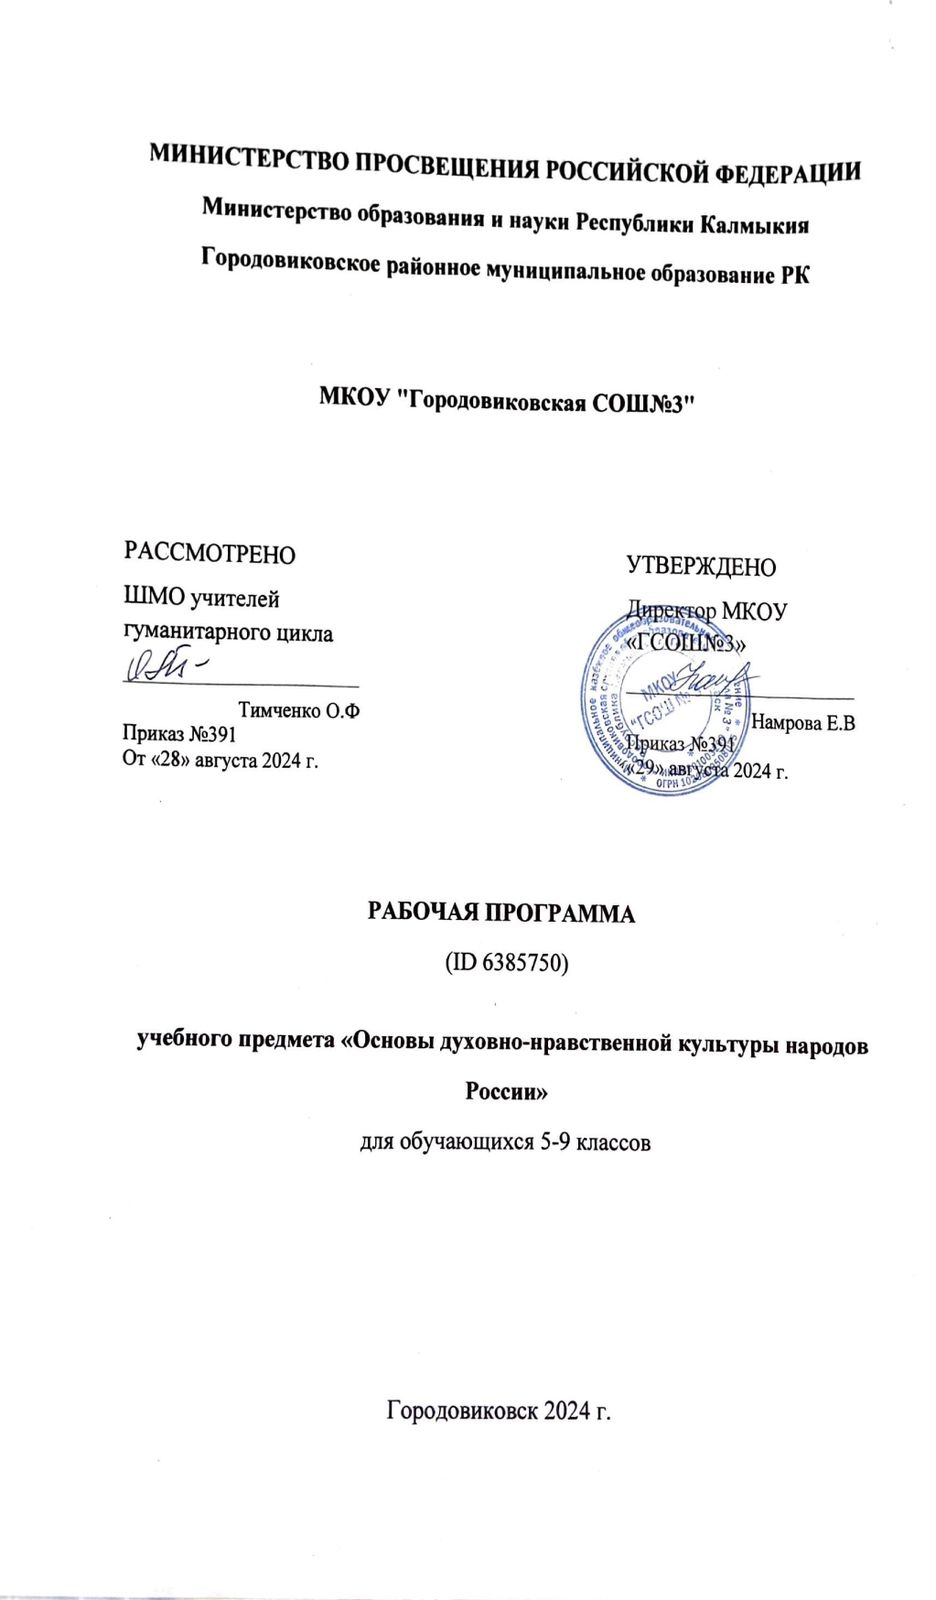 МИНИСТЕРСТВО ПРОСВЕЩЕНИЯ РОССИЙСКОЙ ФЕДЕРАЦИИ
Министерство образования и науки Республики Калмыкия
Городовиковское районное муниципальное образование РК
МКОУ "Городовиковская СОШ№3"
РАССМОТРЕНО
ШМО учителей
гуманитарного цикла
Тимченко О.Ф
Приказ №391
От «28» августа 2024 г.
УТВЕРЖДЕНО
Директор МКОУ
«ГСОШ№3»
Намрова Е.В
Приказ №391
«29» августа 2024 г.
МКОУ
"ГСОШ №
РАБОЧАЯ ПРОГРАММА
(ID 6385750)
учебного предмета «Основы духовно-нравственной культуры народов
России»
для обучающихся 5-9 классов
Городовиковск 2024 г.